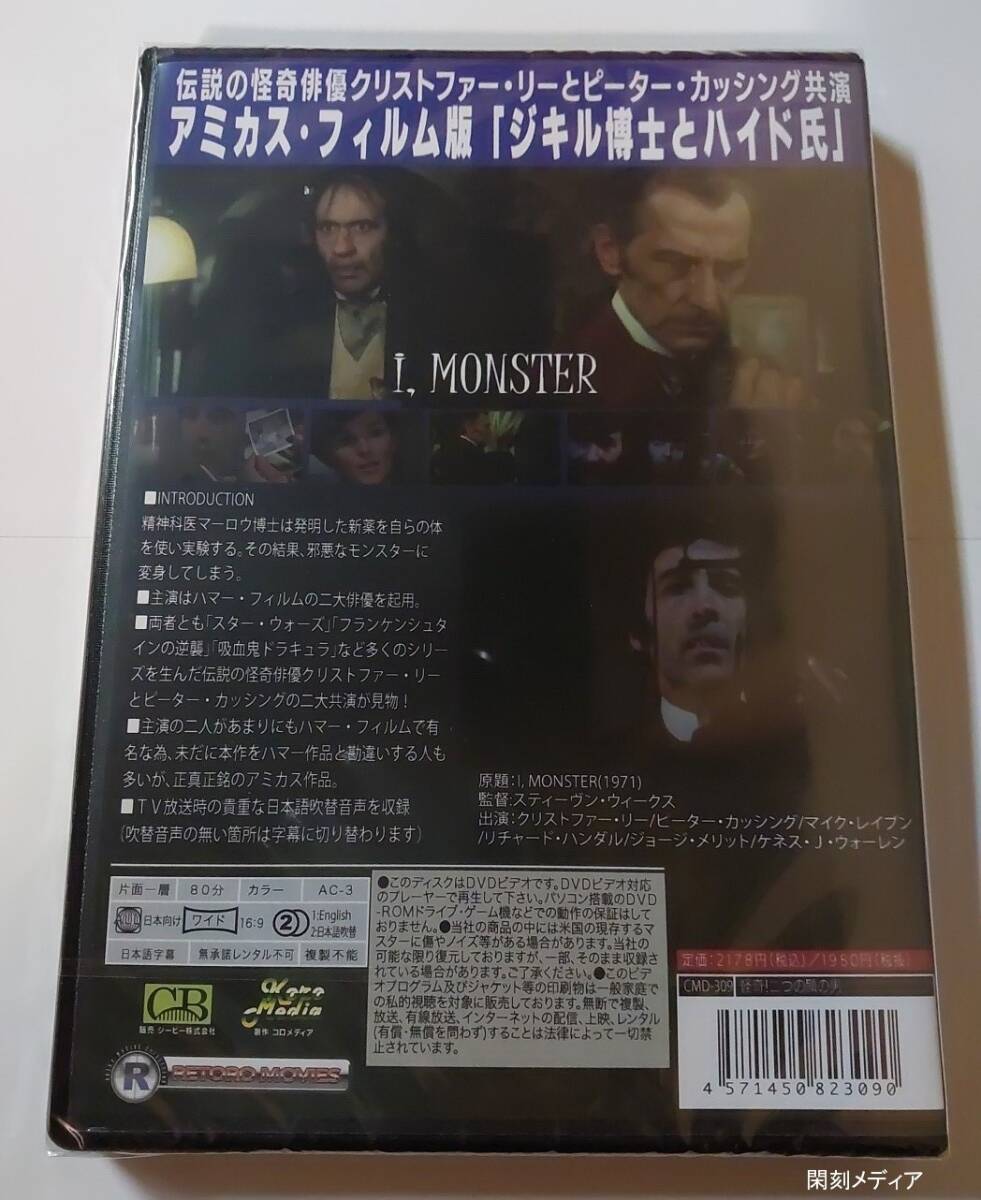 伝説の怪奇俳優クリストファー・リーとピーター・カッシング共演
アミカス・フィルム版「ジキル博士とハイド氏」
I, MONSTER
■INTRODUCTION
精神科医マーロウ博士は発明した新薬を自らの体
を使い実験する。その結果、邪悪なモンスターに
変身してしまう。
■主演はハマー・フィルムの二大俳優を起用。
■両者とも「スター・ウォーズ」「フランケンシュタ
インの逆襲」「吸血鬼ドラキュラ」など多くのシリー
ズを生んだ伝説の怪奇俳優クリストファー・リー
とピーター・カッシングの二大共演が見物！
■主演の二人があまりにもハマー・フィルムで有
名な為、未だに本作をハマー作品と勘違いする人も
多いが、正真正銘のアミカス作品。
■ＴＶ放送時の貴重な日本語吹替音声を収録
(吹替音声の無い箇所は字幕に切り替わります)
原題：I, MONSTER(1971)
監督：スティーヴン・ウィークス
出演：クリストファー・リー/ピーター・カッシング/マイク・レイブン
/リチャード・ハンダル/ジョージ・メリット/ケネス・J・ウォーレン
片面一層 80分 カラー AC-3
ALL 日本向け ワイド 16:9 2 1:English
2:日本語吹替
日本語字幕 無承諾レンタル不可 複製不能
●このディスクはDVDビデオです。DVDビデオ対応
のプレーヤーで再生して下さい。パソコン搭載のDVD
-ROMドライブ・ゲーム機などでの動作の保証はして
おりません。●当社の商品の中には米国の現存するマ
スターに傷やノイズ等がある場合があります。当社の
可能な限り復元しておりますが、一部、そのまま収録さ
れている場合があります。ご了承ください。●このビデ
オプログラム及びジャケット等の印刷物は一般家庭で
の私的視聴を対象に販売しております。無断で複製、
放送、有線放送、インターネットの配信、上映、レンタル
(有償・無償を問わず)することは法律によって一切禁
止されています。
定価：2178円(税込)/1980円(税抜)
CMD-309 怪奇!二つの顔の男
CB
販売 シービー株式会社
Koro Media
製作 コロメディア
R RETORO MOVIES
4 571450 823090
閑刻メディア